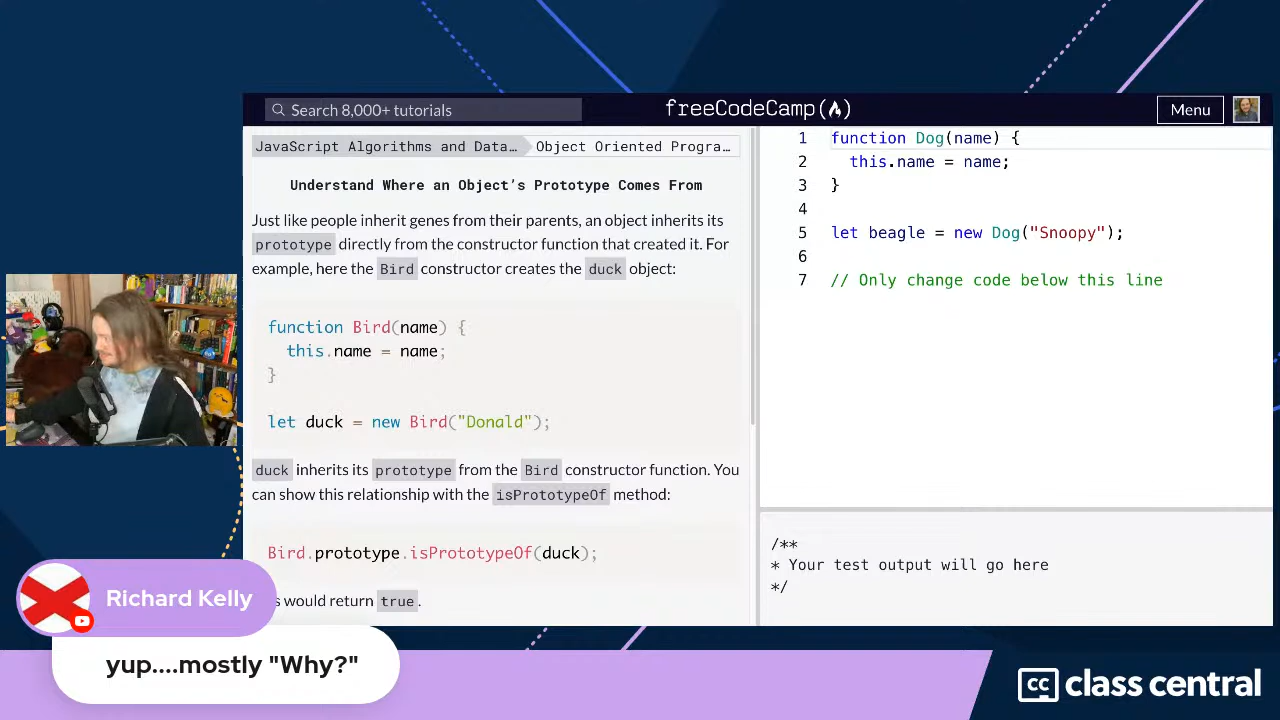 Search 8,000+ tutorials
freeCodeCamp
Menu
JavaScript Algorithms and Data…
Object Oriented Progra…
Understand Where an Object's Prototype Comes From
Just like people inherit genes from their parents, an object inherits its
prototype directly from the constructor function that created it. For
example, here the Bird constructor creates the duck object:
function Bird(name) {
this.name = name;
}
let duck = new Bird("Donald");
duck inherits its prototype from the Bird constructor function. You
can show this relationship with the isPrototypeOf method:
Bird.prototype.isPrototypeOf(duck);
would return true.
1 function Dog(name) {
2 this.name = name;
3 }
4
5 let beagle = new Dog("Snoopy");
6
7 // Only change code below this line
/**
* Your test output will go here
*/
Richard Kelly
yup....mostly "Why?"
cc class central